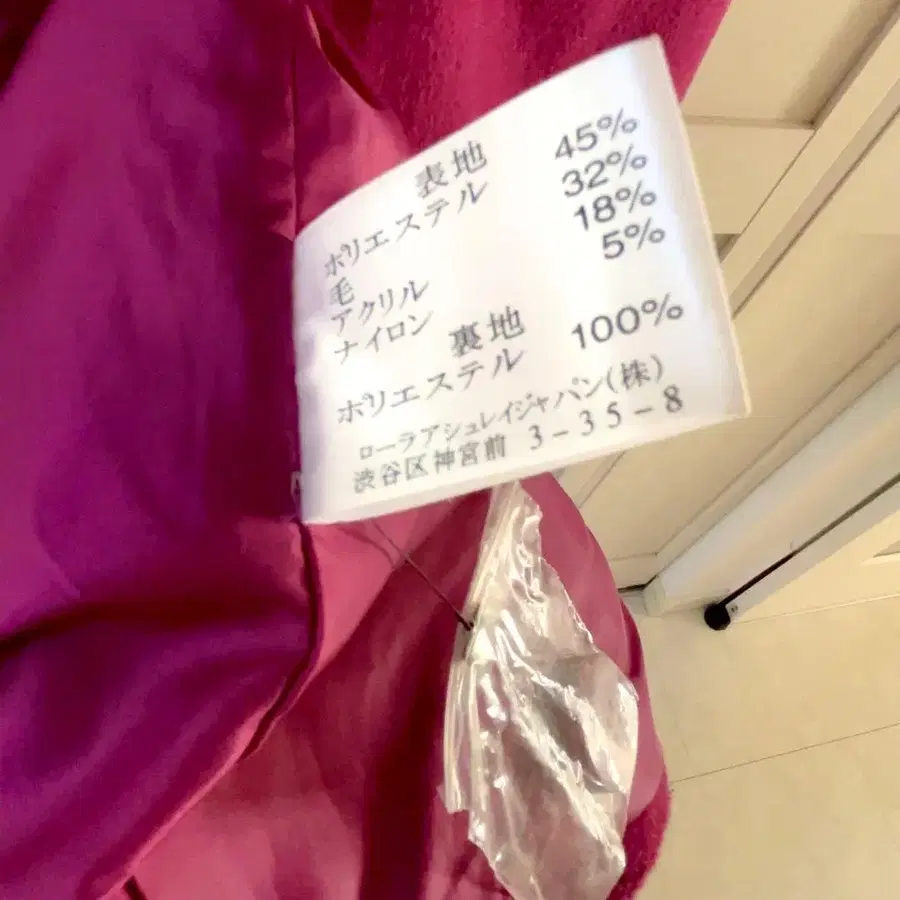 表地
ポリエステル 45%
毛 32%
アクリル 18%
ナイロン 5%
裏地
ポリエステル 100%
ローラアシュレイジャパン(株)
渋谷区神宮前 3-35-8